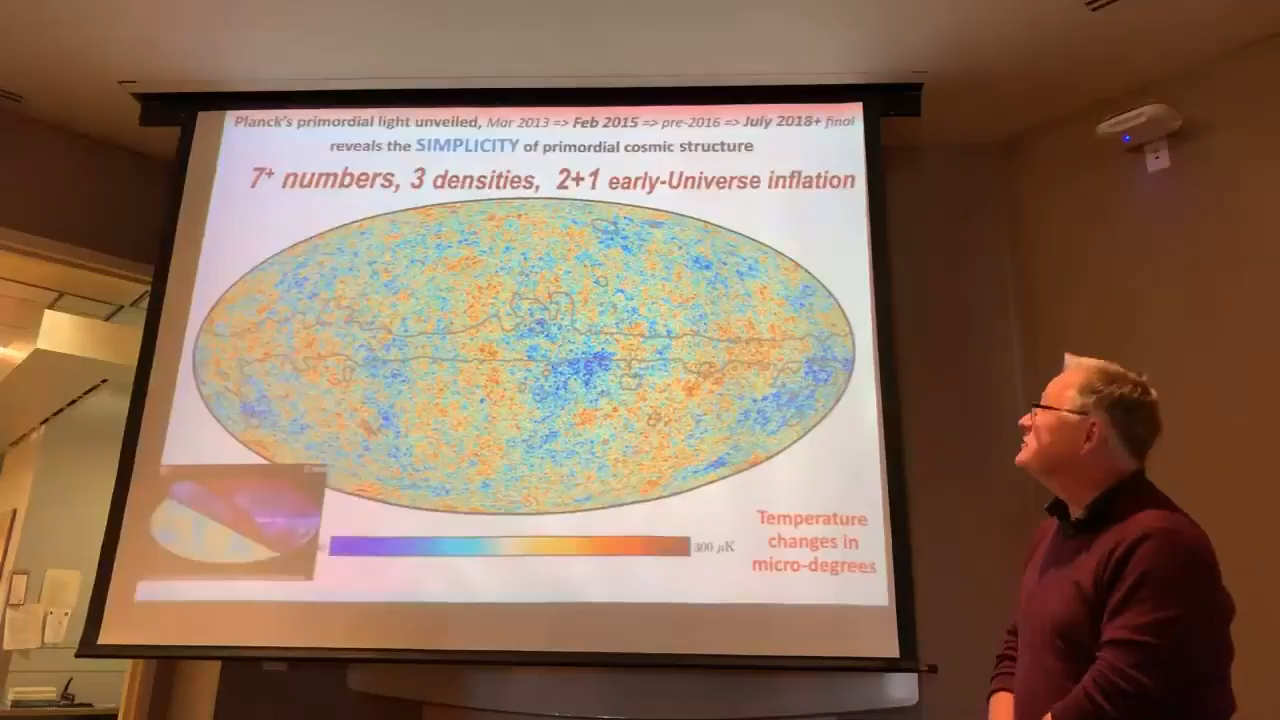 Planck's primordial light unveiled, Mar 2013 => Feb 2015 => pre-2016 => July 2018+ final
reveals the SIMPLICITY of primordial cosmic structure
7+ numbers, 3 densities, 2+1 early-Universe inflation
300 μK
Temperature
changes in
micro-degrees